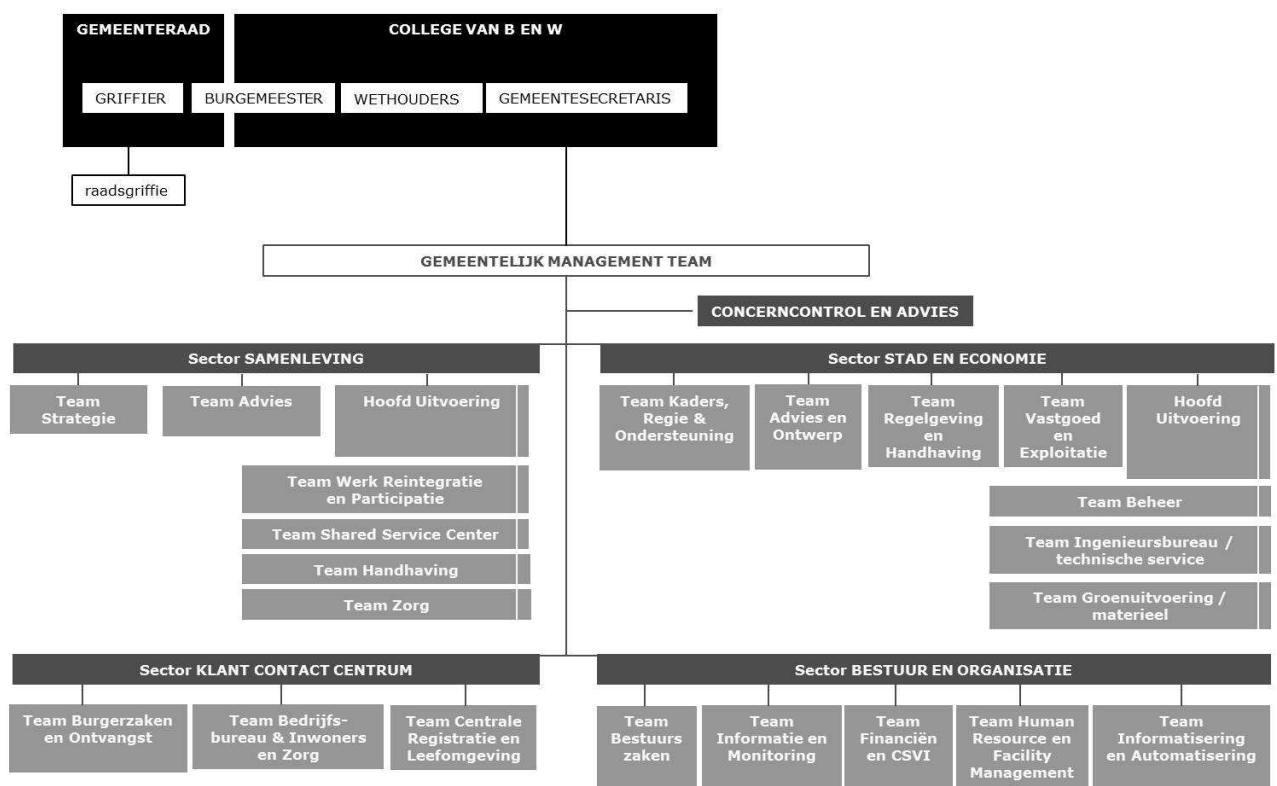 GEMEENTERAAD
COLLEGE VAN B EN W
GRIFFIER
BURGEMEESTER
WETHOUDERS
GEMEENTESECRETARIS
raadsgriffie
GEMEENTELIJK MANAGEMENT TEAM
CONCERNCONTROL EN ADVIES
Sector SAMENLEVING
Team
Strategie
Team Advies
Hoofd Uitvoering
Team Werk Reintegratie
en Participatie
Team Shared Service Center
Team Handhaving
Team Zorg
Sector STAD EN ECONOMIE
Team Kaders,
Regie &
Ondersteuning
Team
Advies en
Ontwerp
Team
Regelgeving
en
Handhaving
Team
Vastgoed
en
Exploitatie
Hoofd
Uitvoering
Team Beheer
Team Ingenieursbureau /
technische service
Team Groenuitvoering /
materieel
Sector KLANT CONTACT CENTRUM
Team Burgerzaken
en Ontvangst
Team Bedrijfs-
bureau & Inwoners
en Zorg
Team Centrale
Registratie en
Leefomgeving
Sector BESTUUR EN ORGANISATIE
Team
Bestuurs
zaken
Team
Informatie en
Monitoring
Team
Financiën
en CSVI
Team Human
Resource en
Facility
Management
Team
Informatisering
en Automatisering